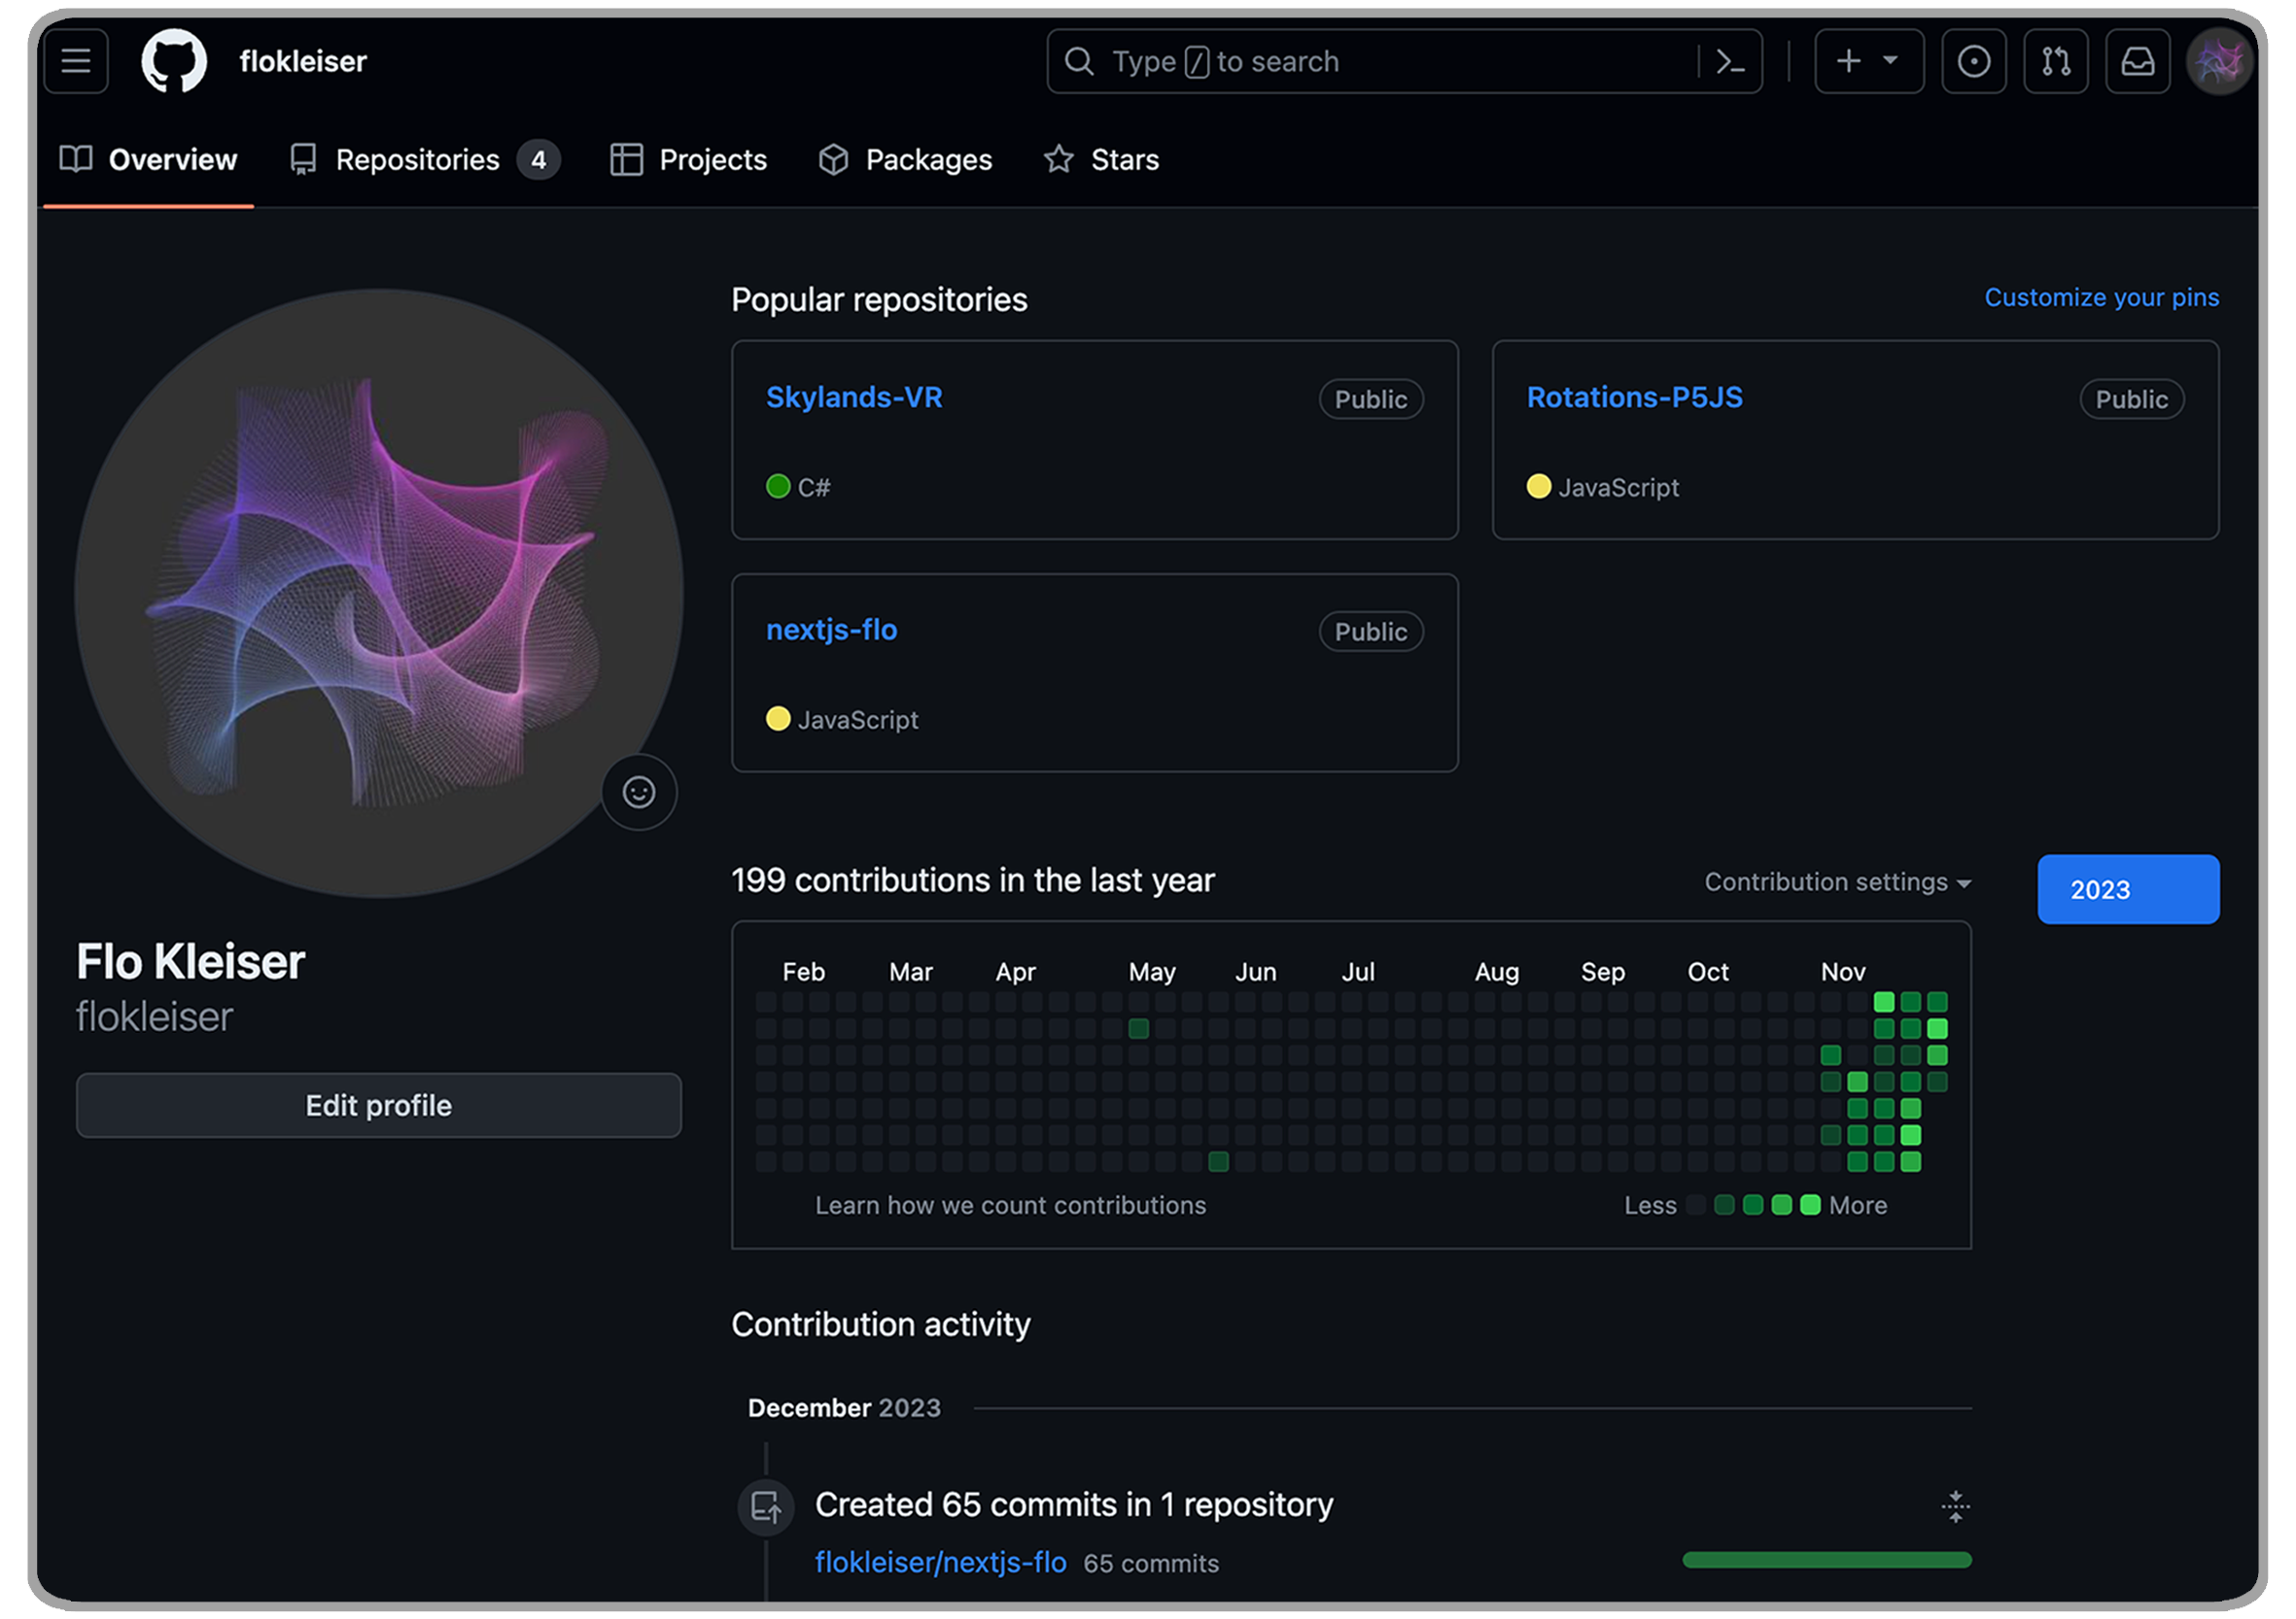 flokleiser
Type / to search
Overview Repositories 4 Projects Packages Stars
Popular repositories Customize your pins
Skylands-VR Public
C#
Rotations-P5JS Public
JavaScript
nextjs-flo Public
JavaScript
Flo Kleiser
flokleiser
Edit profile
199 contributions in the last year Contribution settings
2023
Feb Mar Apr May Jun Jul Aug Sep Oct Nov
Learn how we count contributions Less More
Contribution activity
December 2023
Created 65 commits in 1 repository
flokleiser/nextjs-flo 65 commits